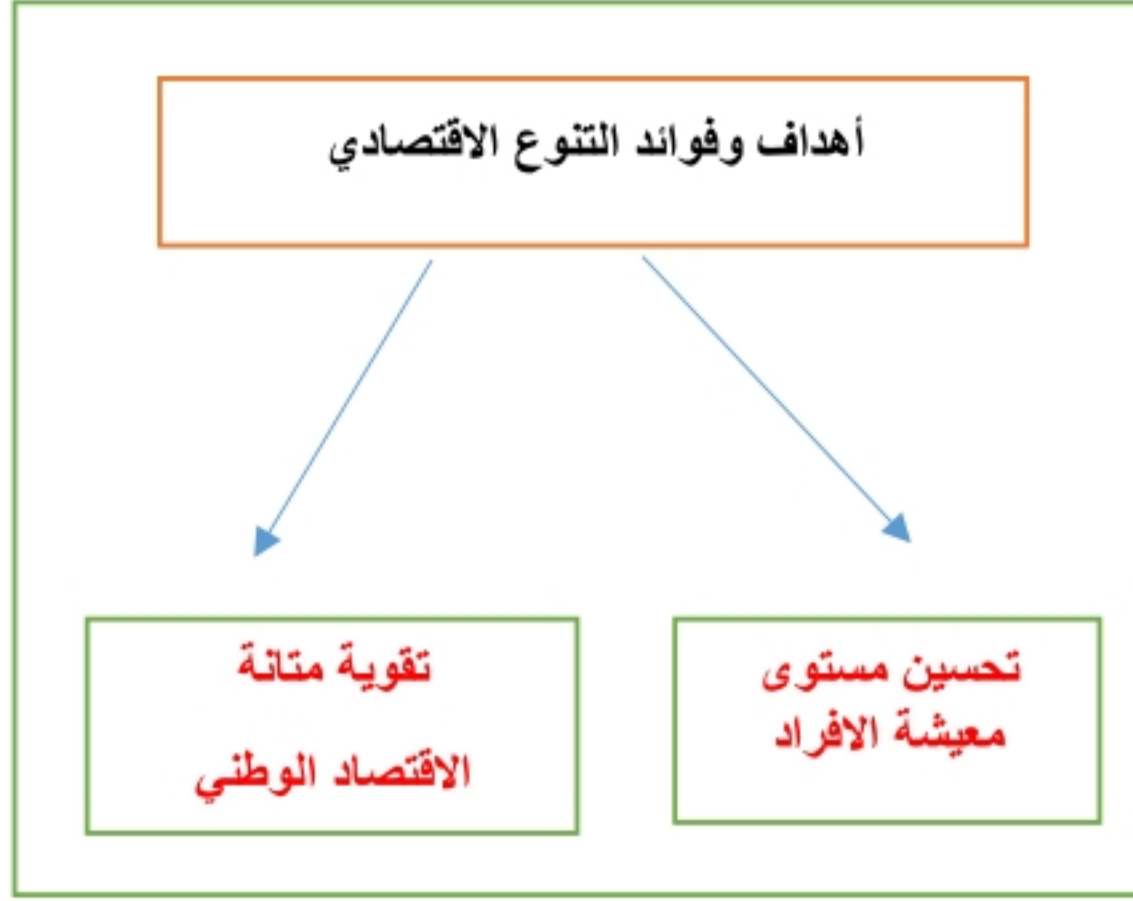 أهداف وفوائد التنوع الاقتصادي
تحسين مستوى
معيشة الافراد
تقوية متانة
الاقتصاد الوطني